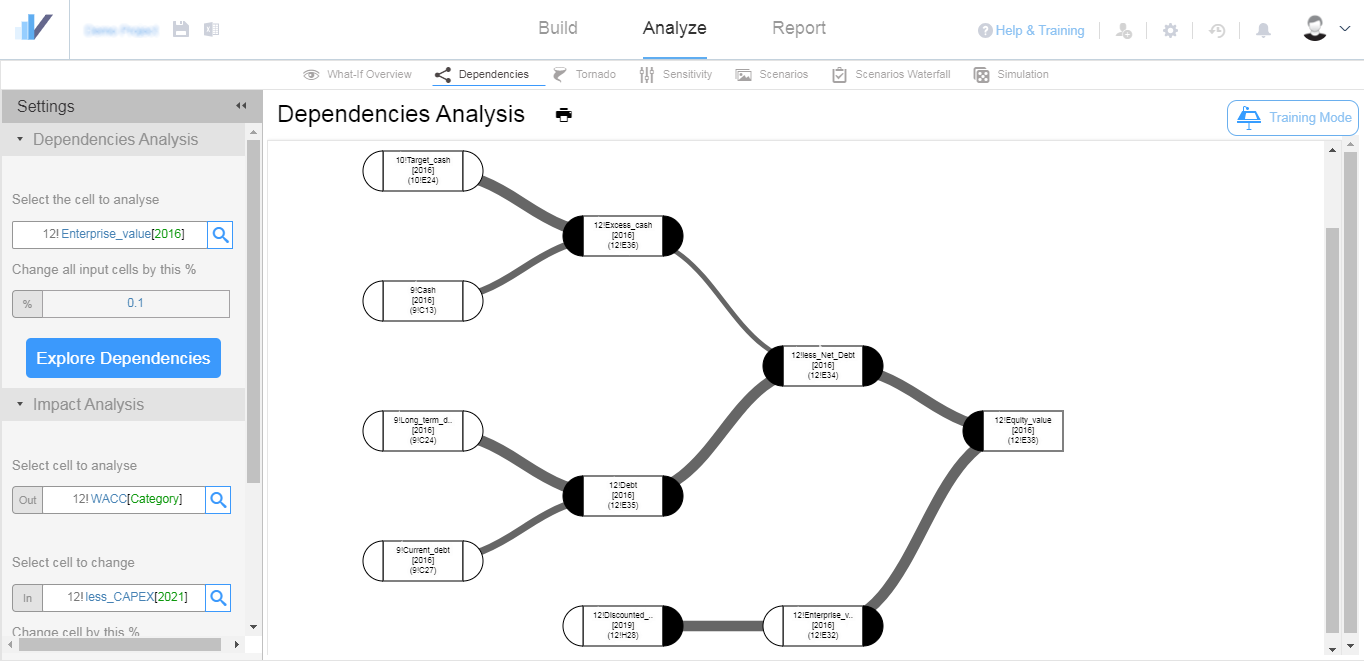 Build
Analyze
Report
Help & Training
What-If Overview
Dependencies
Tornado
Sensitivity
Scenarios
Scenarios Waterfall
Simulation
Settings
Dependencies Analysis
Select the cell to analyse
12! Enterprise_value[2016]
Change all input cells by this %
%
0.1
Explore Dependencies
Impact Analysis
Select cell to analyse
Out
12! WACC[Category]
Select cell to change
In
12! less_CAPEX[2021]
Change cell by this %
Dependencies Analysis
Training Mode
10!Target_cash
[2016]
(10!E24)
12!Excess_cash
[2016]
(12!E36)
9!Cash
[2016]
(9!C13)
12!less_Net_Debt
[2016]
(12!E34)
9!Long_term_d..
[2016]
(9!C24)
12!Equity_value
[2016]
(12!E38)
12!Debt
[2016]
(12!E35)
9!Current_debt
[2016]
(9!C27)
12!Discounted_..
[2019]
(12!H28)
12!Enterprise_v..
[2016]
(12!E32)